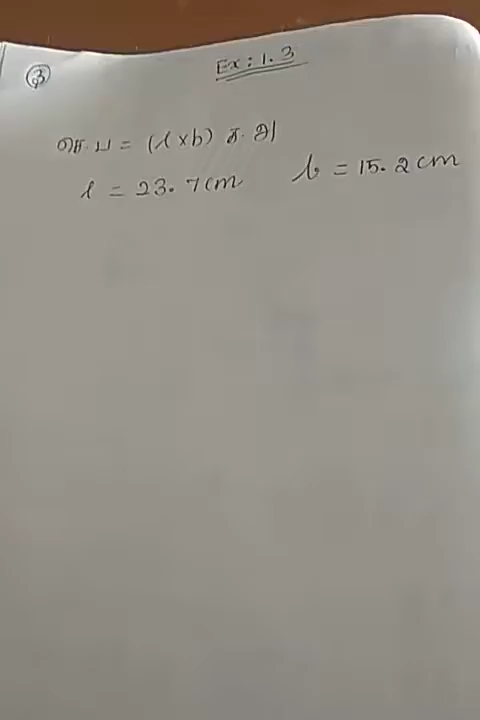 ③ Ex: 1.3
செ.ப = (l × b) ச.அ
l = 23.7cm b = 15.2cm